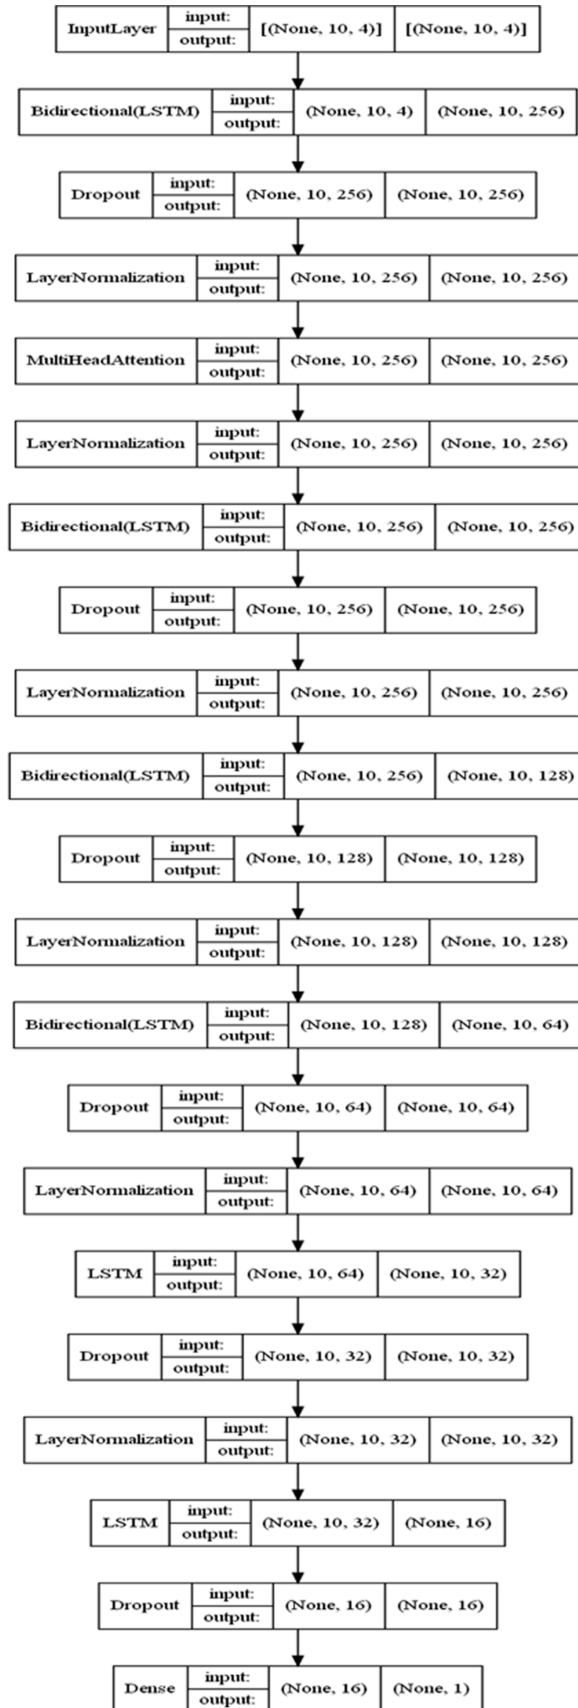 InputLayer input: output: [(None, 10, 4)] [(None, 10, 4)]
Bidirectional(LSTM) input: output: (None, 10, 4) (None, 10, 256)
Dropout input: output: (None, 10, 256) (None, 10, 256)
LayerNormalization input: output: (None, 10, 256) (None, 10, 256)
MultiHeadAttention input: output: (None, 10, 256) (None, 10, 256)
LayerNormalization input: output: (None, 10, 256) (None, 10, 256)
Bidirectional(LSTM) input: output: (None, 10, 256) (None, 10, 256)
Dropout input: output: (None, 10, 256) (None, 10, 256)
LayerNormalization input: output: (None, 10, 256) (None, 10, 256)
Bidirectional(LSTM) input: output: (None, 10, 256) (None, 10, 128)
Dropout input: output: (None, 10, 128) (None, 10, 128)
LayerNormalization input: output: (None, 10, 128) (None, 10, 128)
Bidirectional(LSTM) input: output: (None, 10, 128) (None, 10, 64)
Dropout input: output: (None, 10, 64) (None, 10, 64)
LayerNormalization input: output: (None, 10, 64) (None, 10, 64)
LSTM input: output: (None, 10, 64) (None, 10, 32)
Dropout input: output: (None, 10, 32) (None, 10, 32)
LayerNormalization input: output: (None, 10, 32) (None, 10, 32)
LSTM input: output: (None, 10, 32) (None, 16)
Dropout input: output: (None, 16) (None, 16)
Dense input: output: (None, 16) (None, 1)